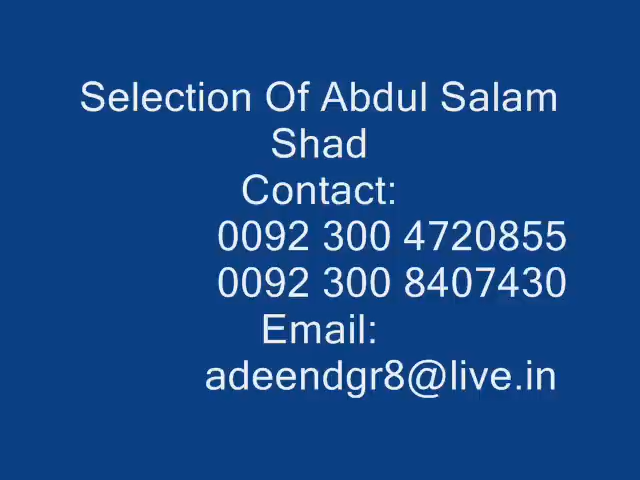 Selection Of Abdul Salam
Shad
Contact:
0092 300 4720855
0092 300 8407430
Email:
adeendgr8@live.in